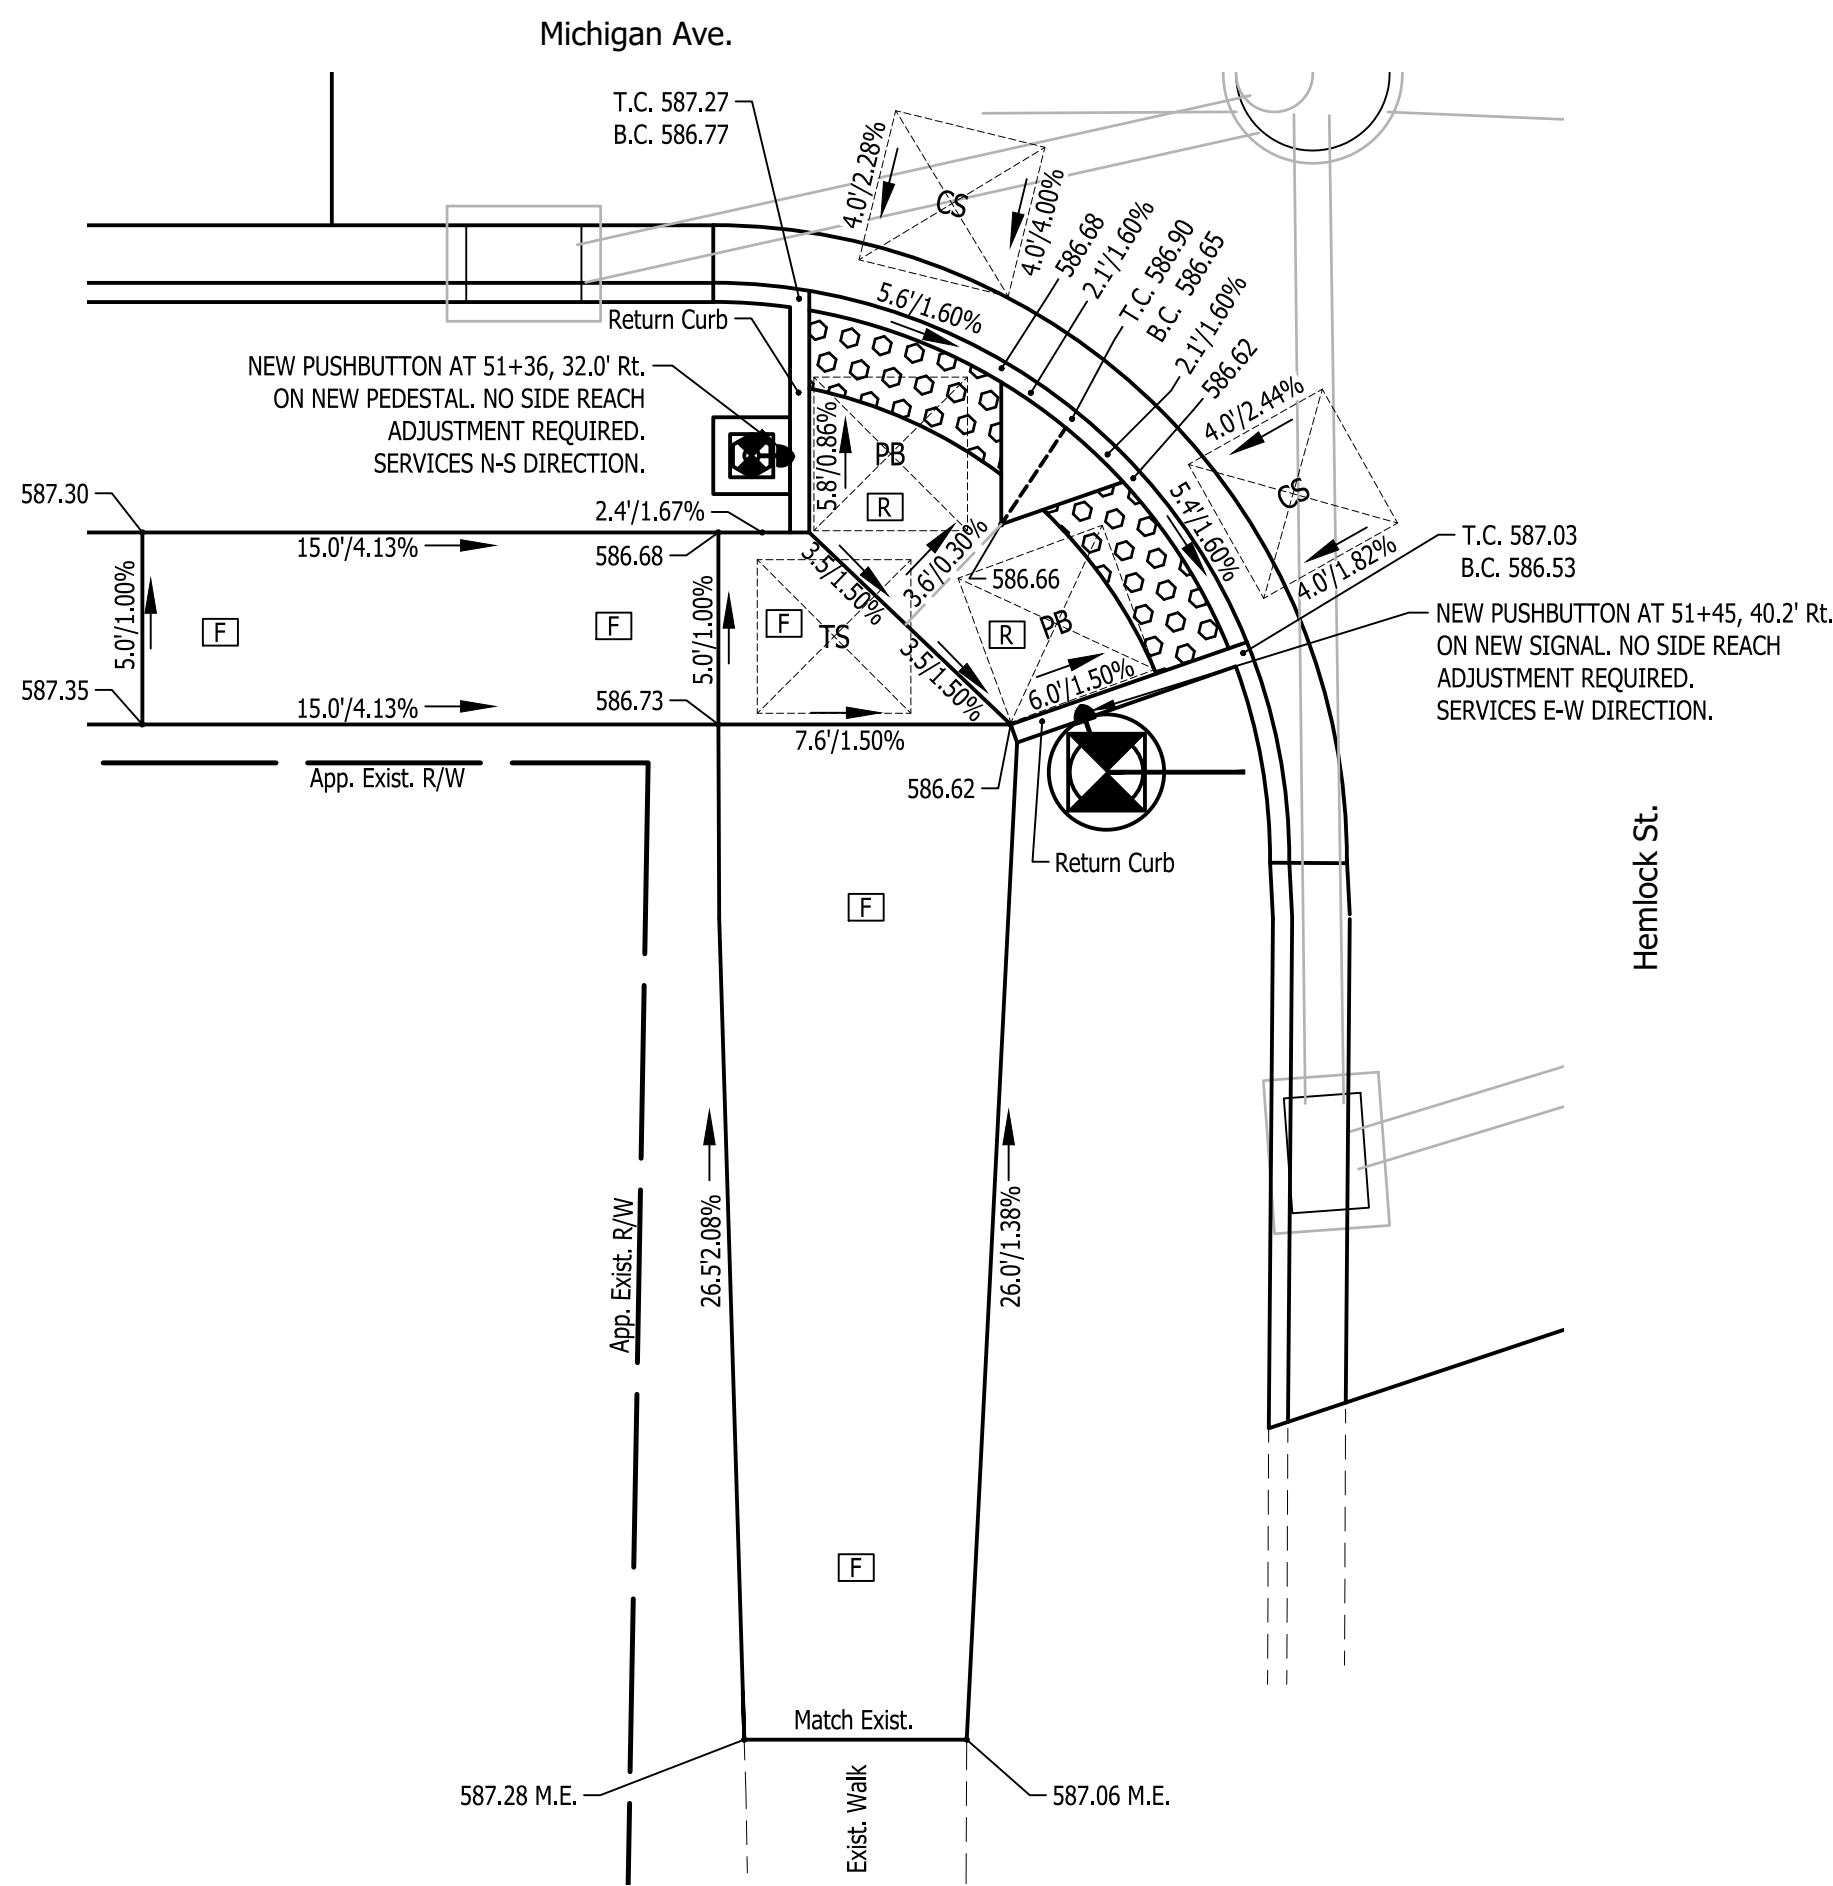 Michigan Ave.
T.C. 587.27
B.C. 586.77
4.0'/2.28%
CS
4.0'/4.00%
586.68
2.1'/1.60%
T.C. 586.90
B.C. 586.65
2.1'/1.60%
586.62
5.6'/1.60%
Return Curb
NEW PUSHBUTTON AT 51+36, 32.0' Rt.
ON NEW PEDESTAL. NO SIDE REACH
ADJUSTMENT REQUIRED.
SERVICES N-S DIRECTION.
4.0'/2.44%
CS
4.0'/1.82%
5.4'/1.60%
5.8'/0.86%
PB
R
587.30
2.4'/1.67%
15.0'/4.13%
586.68
T.C. 587.03
B.C. 586.53
3.5/1.50%
3.6'/0.30%
586.66
5.0'/1.00%
F
F
5.0'/1.00%
F
TS
R
PB
NEW PUSHBUTTON AT 51+45, 40.2' Rt.
ON NEW SIGNAL. NO SIDE REACH
ADJUSTMENT REQUIRED.
SERVICES E-W DIRECTION.
3.5/1.50%
6.0'/1.50%
587.35
15.0'/4.13%
586.73
7.6'/1.50%
App. Exist. R/W
586.62
Return Curb
Hemlock St.
F
App. Exist. R/W
26.5'2.08%
26.0'/1.38%
F
Match Exist.
587.28 M.E.
Exist. Walk
587.06 M.E.